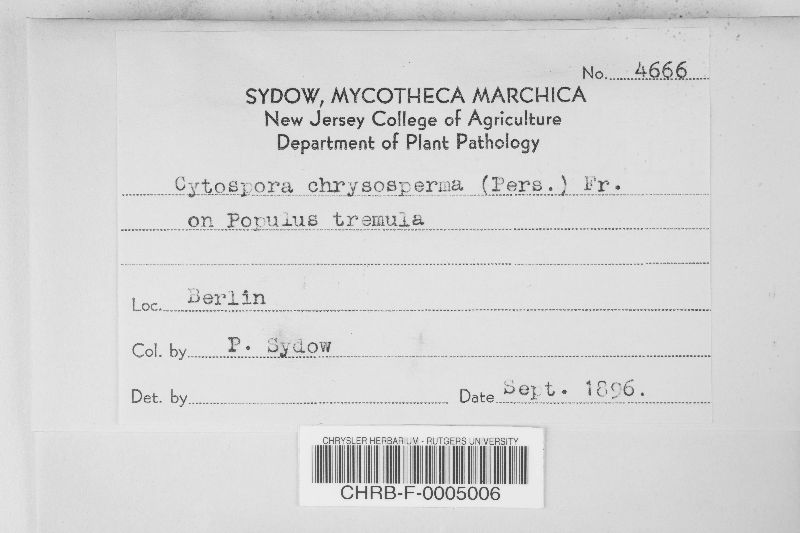 No. 4666
SYDOW, MYCOTHECA MARCHICA
New Jersey College of Agriculture
Department of Plant Pathology
Cytospora chrysosperma (Pers.) Fr.
on Populus tremula
Loc. Berlin
Col. by P. Sydow
Det. by Date Sept. 1896.
CHRYSLER HERBARIUM - RUTGERS UNIVERSITY
CHRB-F-0005006